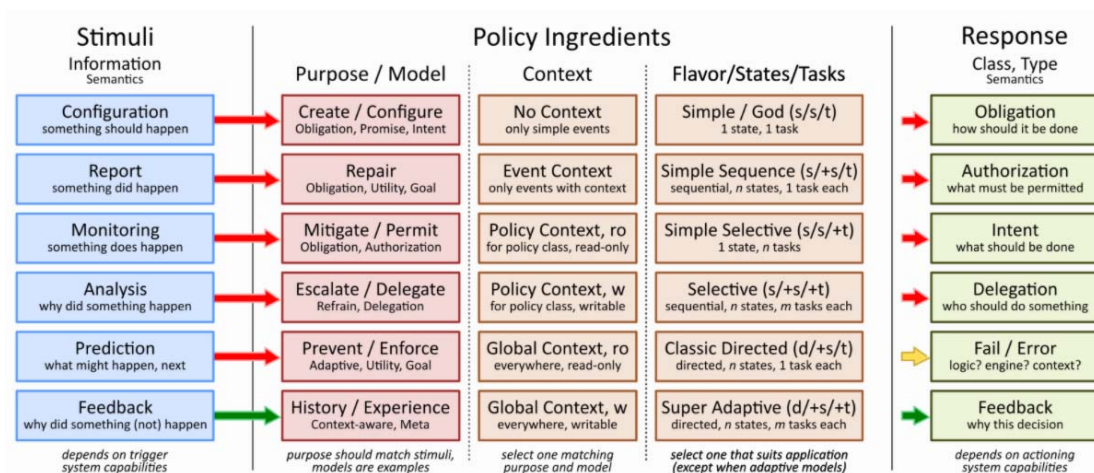 Stimuli
Information
Semantics
Configuration
something should happen
Report
something did happen
Monitoring
something does happen
Analysis
why did something happen
Prediction
what might happen, next
Feedback
why did something (not) happen
depends on trigger
system capabilities
Policy Ingredients
Purpose / Model
Create / Configure
Obligation, Promise, Intent
Repair
Obligation, Utility, Goal
Mitigate / Permit
Obligation, Authorization
Escalate / Delegate
Refrain, Delegation
Prevent / Enforce
Adaptive, Utility, Goal
History / Experience
Context-aware, Meta
purpose should match stimuli,
models are examples
Context
No Context
only simple events
Event Context
only events with context
Policy Context, ro
for policy class, read-only
Policy Context, w
for policy class, writable
Global Context, ro
everywhere, read-only
Global Context, w
everywhere, writable
select one matching
purpose and model
Flavor/States/Tasks
Simple / God (s/s/t)
1 state, 1 task
Simple Sequence (s/+s/t)
sequential, n states, 1 task each
Simple Selective (s/s/+t)
1 state, n tasks
Selective (s/+s/+t)
sequential, n states, m tasks each
Classic Directed (d/+s/t)
directed, n states, 1 task each
Super Adaptive (d/+s/+t)
directed, n states, m tasks each
select one that suits application
(except when adaptive models)
Response
Class, Type
Semantics
Obligation
how should it be done
Authorization
what must be permitted
Intent
what should be done
Delegation
who should do something
Fail / Error
logic? engine? context?
Feedback
why this decision
depends on actioning
system capabilities